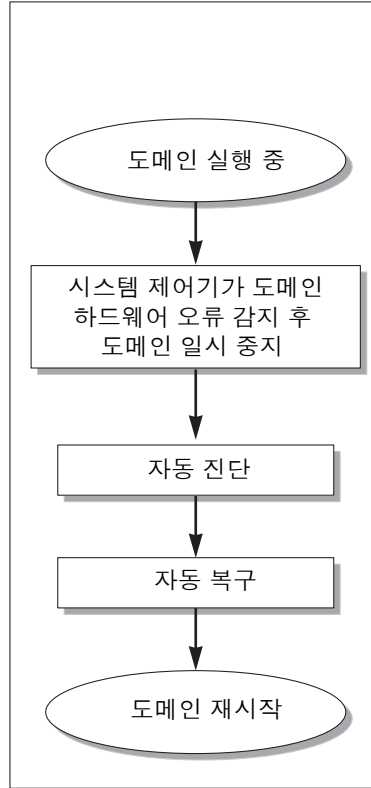 도메인 실행 중
시스템 제어기가 도메인
하드웨어 오류 감지 후
도메인 일시 중지
자동 진단
자동 복구
도메인 재시작